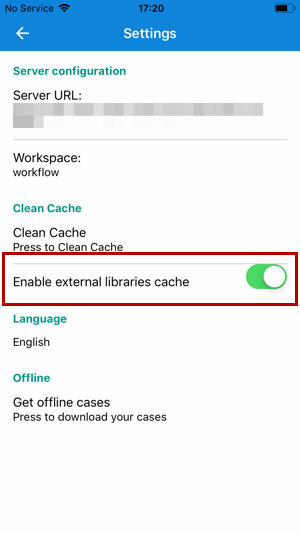 No Service 17:20
Settings
Server configuration
Server URL:
Workspace:
workflow
Clean Cache
Clean Cache
Press to Clean Cache
Enable external libraries cache
Language
English
Offline
Get offline cases
Press to download your cases